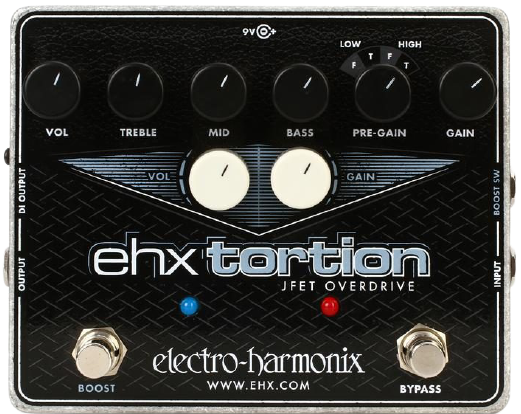 9V +
LOW HIGH
F T F T
VOL TREBLE MID BASS PRE-GAIN GAIN
VOL GAIN
DI OUTPUT
BOOST SW
OUTPUT
INPUT
ehx tortion
JFET OVERDRIVE
electro-harmonix
BOOST WWW.EHX.COM BYPASS